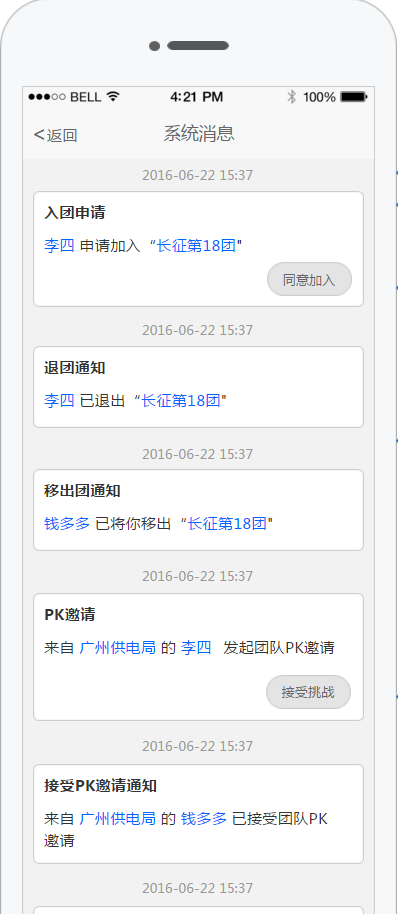 BELL 4:21 PM 100%
<返回 系统消息
2016-06-22 15:37
入团申请
李四 申请加入 “长征第18团"
同意加入
2016-06-22 15:37
退团通知
李四 已退出 “长征第18团"
2016-06-22 15:37
移出团通知
钱多多 已将你移出 “长征第18团"
2016-06-22 15:37
PK邀请
来自 广州供电局 的 李四 发起团队PK邀请
接受挑战
2016-06-22 15:37
接受PK邀请通知
来自 广州供电局 的 钱多多 已接受团队PK
邀请
2016-06-22 15:37